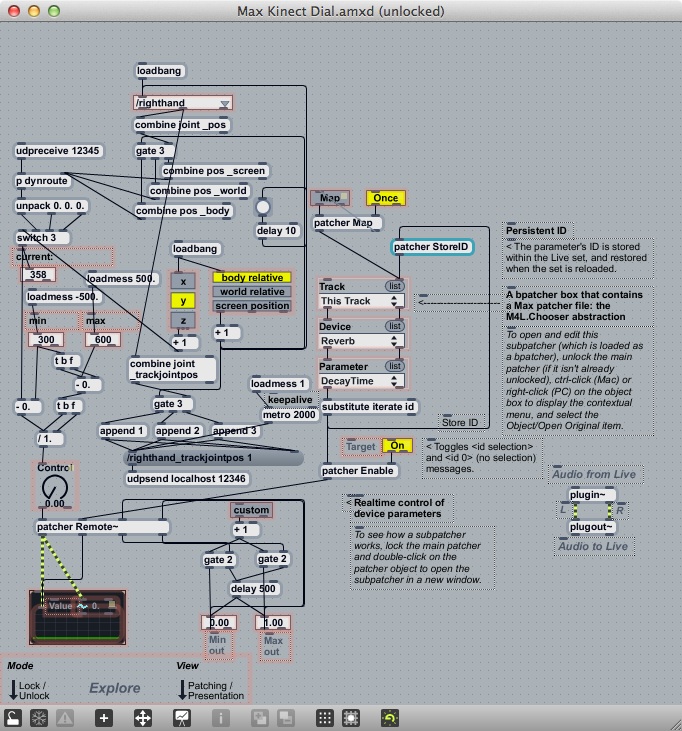 Max Kinect Dial.amxd (unlocked)
loadbang
/righthand
combine joint _pos
udpreceive 12345
gate 3
p dynroute
combine pos _screen
combine pos _world
unpack 0. 0. 0.
combine pos _body
Map
Once
patcher Map
switch 3
delay 10
current:
loadbang
patcher StoreID
Persistent ID
< The parameter's ID is stored
within the Live set, and restored
when the set is reloaded.
358
loadmess 500.
x
body relative
y
world relative
z
screen position
loadmess -500.
Track
(list)
This Track
<
A bpatcher box that contains
a Max patcher file: the
M4L.Chooser abstraction
min
max
Device
(list)
Reverb
300
600
+ 1
+ 1
To open and edit this
subpatcher (which is loaded as
a bpatcher), unlock the main
patcher (if it isn't already
unlocked), ctrl-click (Mac) or
right-click (PC) on the object
box to display the contextual
menu, and select the
Object/Open Original item.
t b f
combine joint
trackjointpos
Parameter
(list)
DecayTime
- 0.
loadmess 1
keepalive
metro 2000
- 0.
t b f
gate 3
substitute iterate id
Store ID
append 1
append 2
append 3
/ 1.
/righthand_trackjointpos 1
Target
On
< Toggles <id selection>
and <id 0> (no selection)
messages.
Control
0.00
udpsend localhost 12346
patcher Enable
Audio from Live
plugin~
L
R
plugout~
Audio to Live
patcher Remote~
custom
+ 1
< Realtime control of
device parameters
To see how a subpatcher
works, lock the main patcher
and double-click on the
patcher object to open the
subpatcher in a new window.
gate 2
gate 2
delay 500
Value
0.
0.00
1.00
Min
out
Max
out
Mode
View
Lock /
Unlock
Explore
Patching /
Presentation